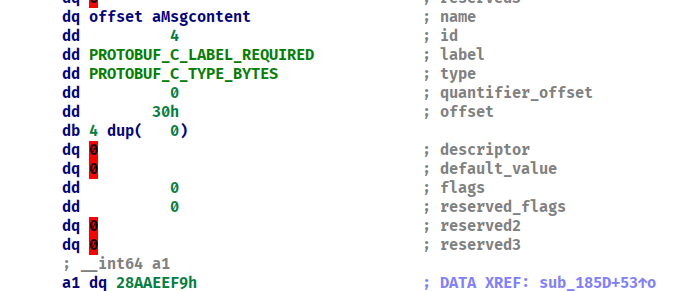 dq 0 ; reserved3
dq offset aMsgcontent ; name
dd 4 ; id
dd PROTOBUF_C_LABEL_REQUIRED ; label
dd PROTOBUF_C_TYPE_BYTES ; type
dd 0 ; quantifier_offset
dd 30h ; offset
db 4 dup( 0)
dq 0 ; descriptor
dq 0 ; default_value
dd 0 ; flags
dd 0 ; reserved_flags
dq 0 ; reserved2
dq 0 ; reserved3
; __int64 a1
a1 dq 28AAEEF9h ; DATA XREF: sub_185D+53↑o